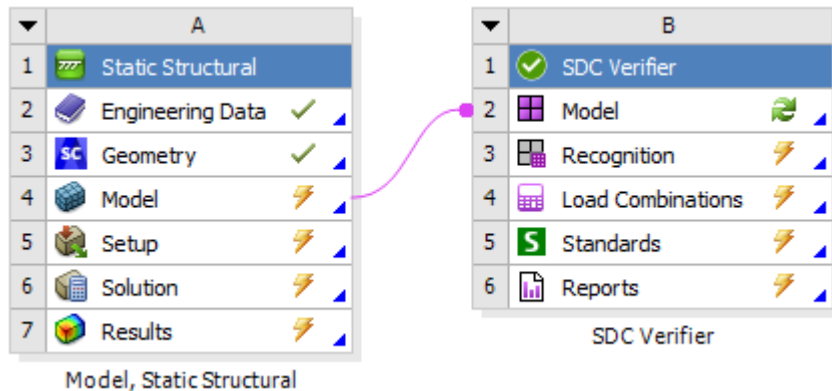 A
1 Static Structural
2 Engineering Data
3 SC Geometry
4 Model
5 Setup
6 Solution
7 Results
Model, Static Structural
B
1 SDC Verifier
2 Model
3 Recognition
4 Load Combinations
5 S Standards
6 Reports
SDC Verifier